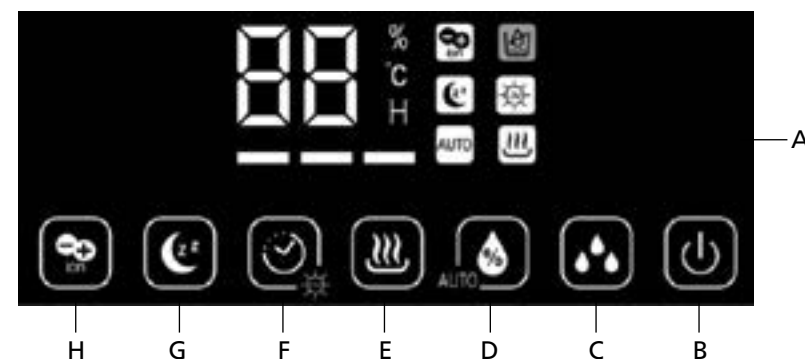 88 % ion
°C z z
H AUTO
A
ion z z AUTO %
H G F E D C B